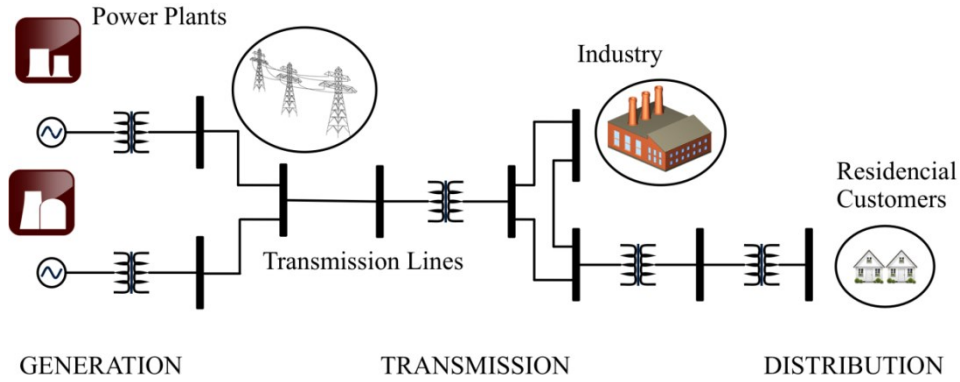 Power Plants
Industry
Residencial
Customers
Transmission Lines
GENERATION
TRANSMISSION
DISTRIBUTION